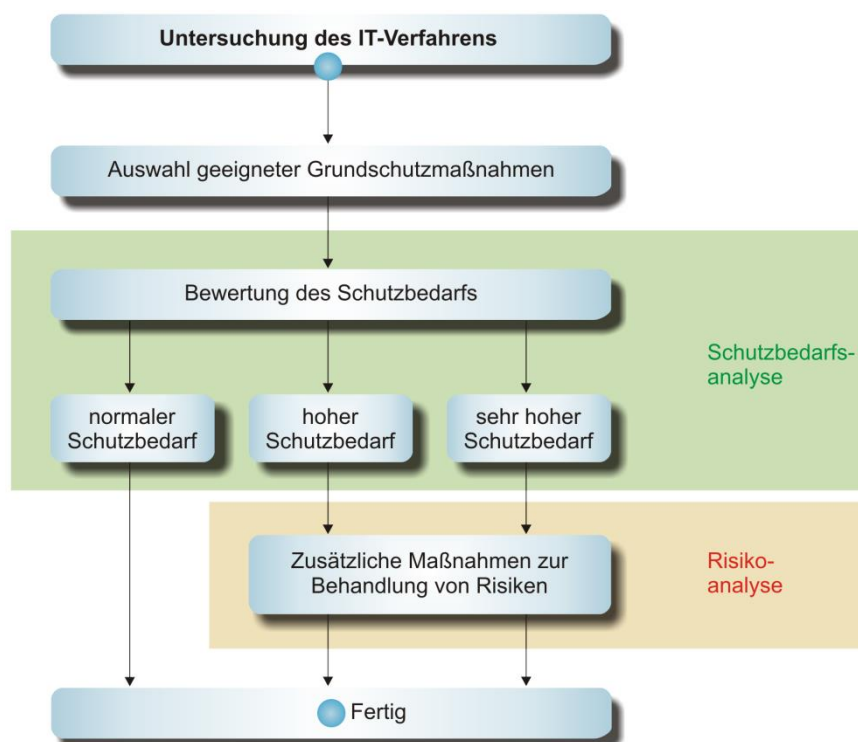 Untersuchung des IT-Verfahrens
Auswahl geeigneter Grundschutzmaßnahmen
Bewertung des Schutzbedarfs
Schutzbedarfs-
analyse
normaler
Schutzbedarf
hoher
Schutzbedarf
sehr hoher
Schutzbedarf
Zusätzliche Maßnahmen zur
Behandlung von Risiken
Risiko-
analyse
Fertig